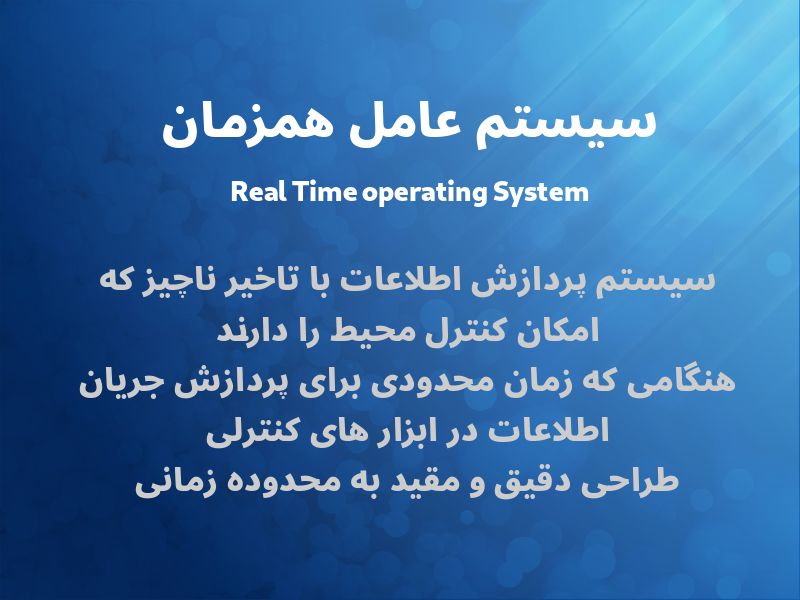 سیستم عامل همزمان
Real Time operating System
سیستم پردازش اطلاعات با تاخیر ناچیز که
امکان کنترل محیط را دارند
هنگامی که زمان محدودی برای پردازش جریان
اطلاعات در ابزار های کنترلی
طراحی دقیق و مقید به محدوده زمانی